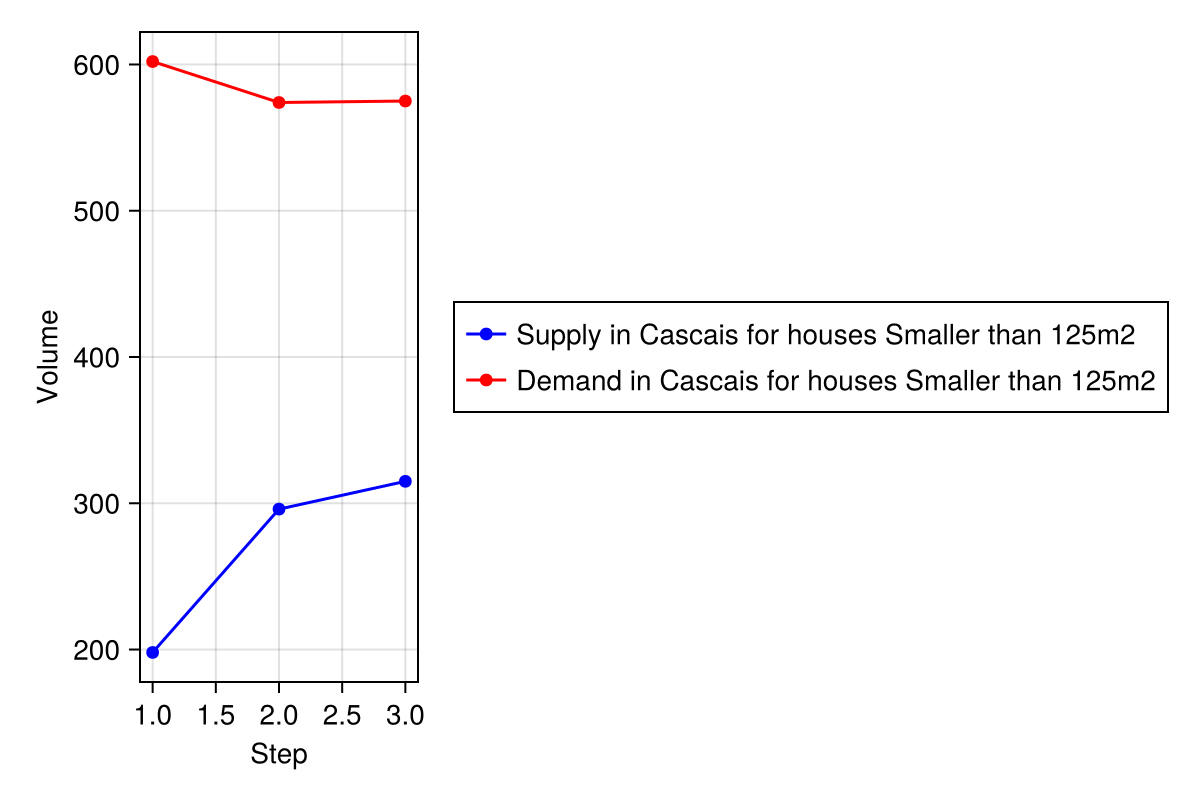 600
500
400
300
200
Volume
1.0 1.5 2.0 2.5 3.0
Step
Supply in Cascais for houses Smaller than 125m2
Demand in Cascais for houses Smaller than 125m2